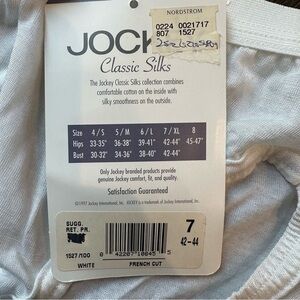 NORDSTROM
0224 0021717
807 1527
JOCK
Classic Silks
The Jockey Classic Silks collection combines
comfortable cotton on the inside with
silky smoothness on the outside.
Size 4/S 5/M 6/L 7/XL 8
Hips 33-35" 36-38" 39-41" 42-44" 45-47"
Bust 30-32" 34-36" 38-40" 42-44"
Only Jockey branded products provide
genuine Jockey comfort, fit, and quality.
Satisfaction Guaranteed
©1997 Jockey International, Inc. JOCKEY is a trademark of Jockey International, Inc.
SUGG.
RET. PR.
7
42-44
0 42207 10045 5
1527/100
WHITE FRENCH CUT